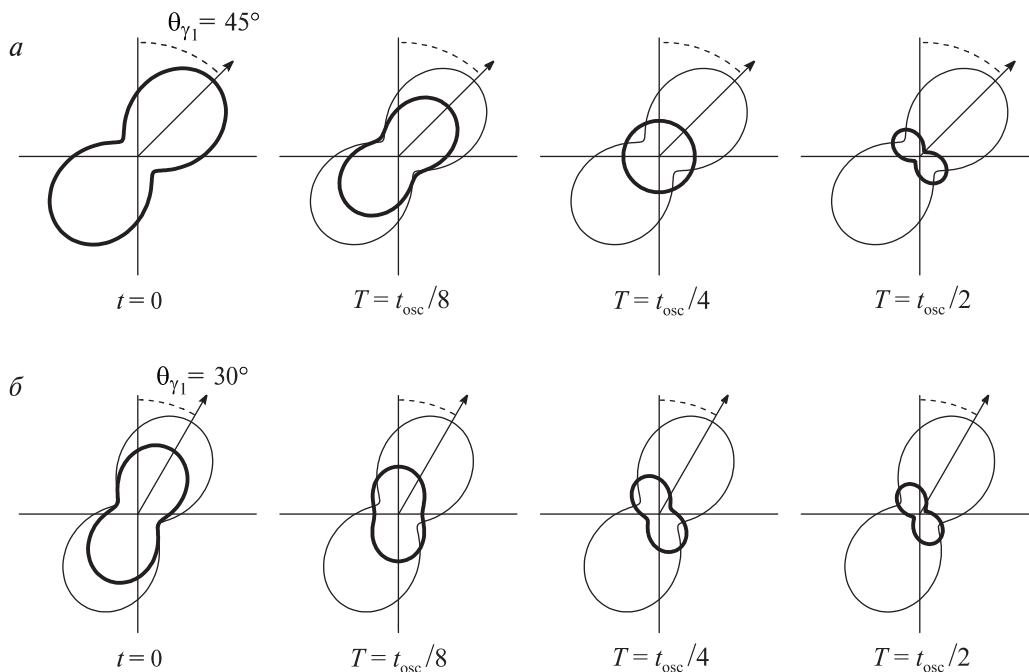 а
θγ₁ = 45°
t = 0
T = tosc/8
T = tosc/4
T = tosc/2
б
θγ₁ = 30°
t = 0
T = tosc/8
T = tosc/4
T = tosc/2